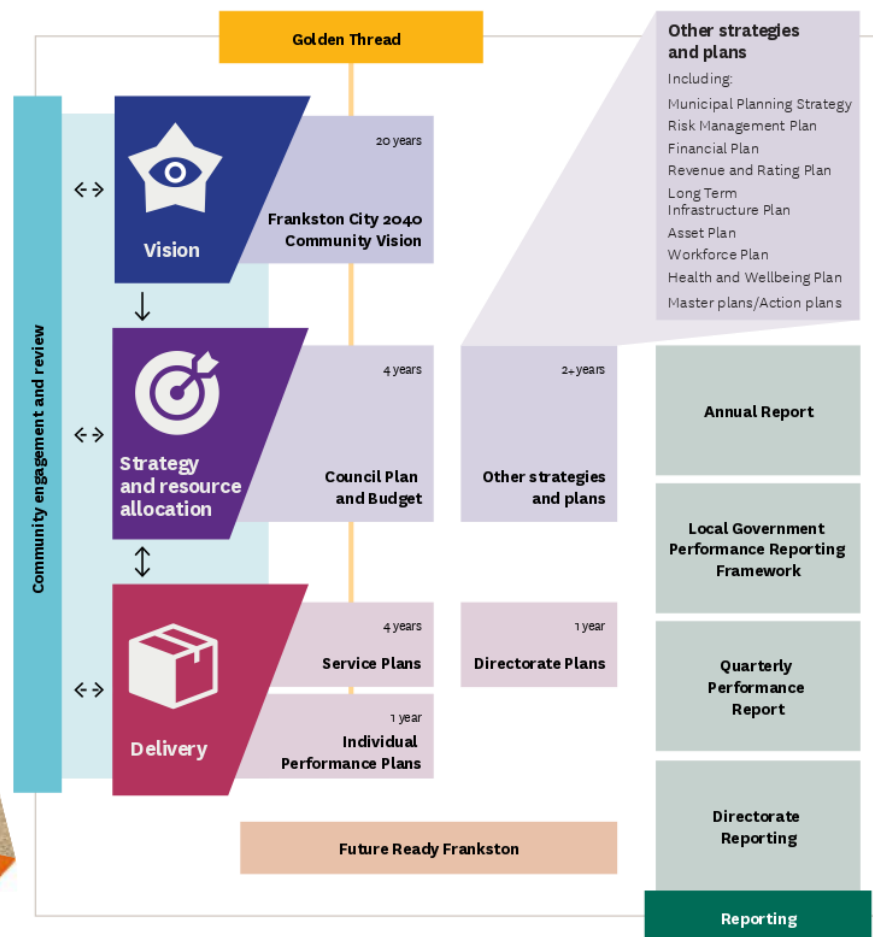 Golden Thread
Other strategies
and plans
Including:
Municipal Planning Strategy
Risk Management Plan
Financial Plan
Revenue and Rating Plan
Long Term
Infrastructure Plan
Asset Plan
Workforce Plan
Health and Wellbeing Plan
Master plans/Action plans
Community engagement and review
Vision
20 years
Frankston City 2040
Community Vision
Strategy
and resource
allocation
4 years
Council Plan
and Budget
2+ years
Other strategies
and plans
Delivery
4 years
Service Plans
1 year
Directorate Plans
1 year
Individual
Performance Plans
Future Ready Frankston
Annual Report
Local Government
Performance Reporting
Framework
Quarterly
Performance
Report
Directorate
Reporting
Reporting